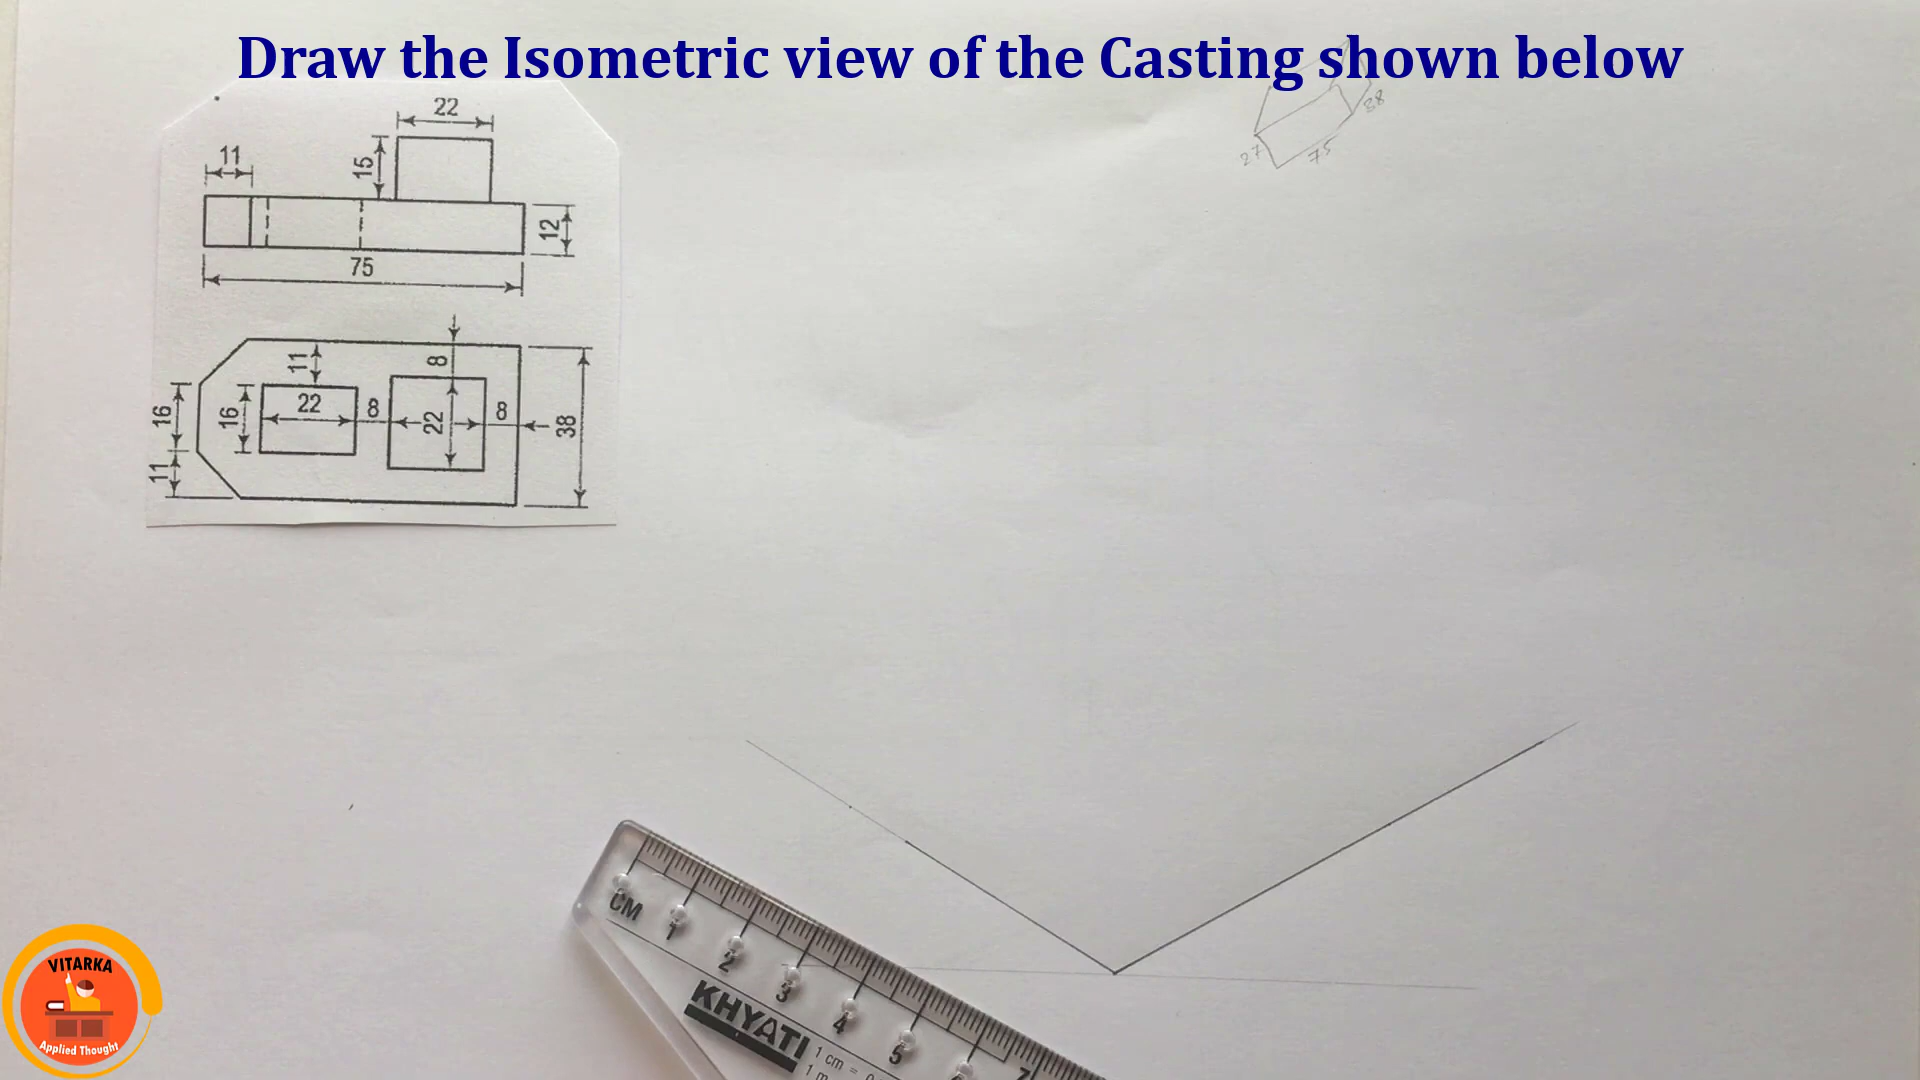 Draw the Isometric view of the Casting shown below
22
11
15
12
75
27
75
38
11
8
16
16
22
8
22
8
38
11
CM
1 2 3 4 5
KHYATI
1 cm =
1 m
VITARKA
Applied Thought